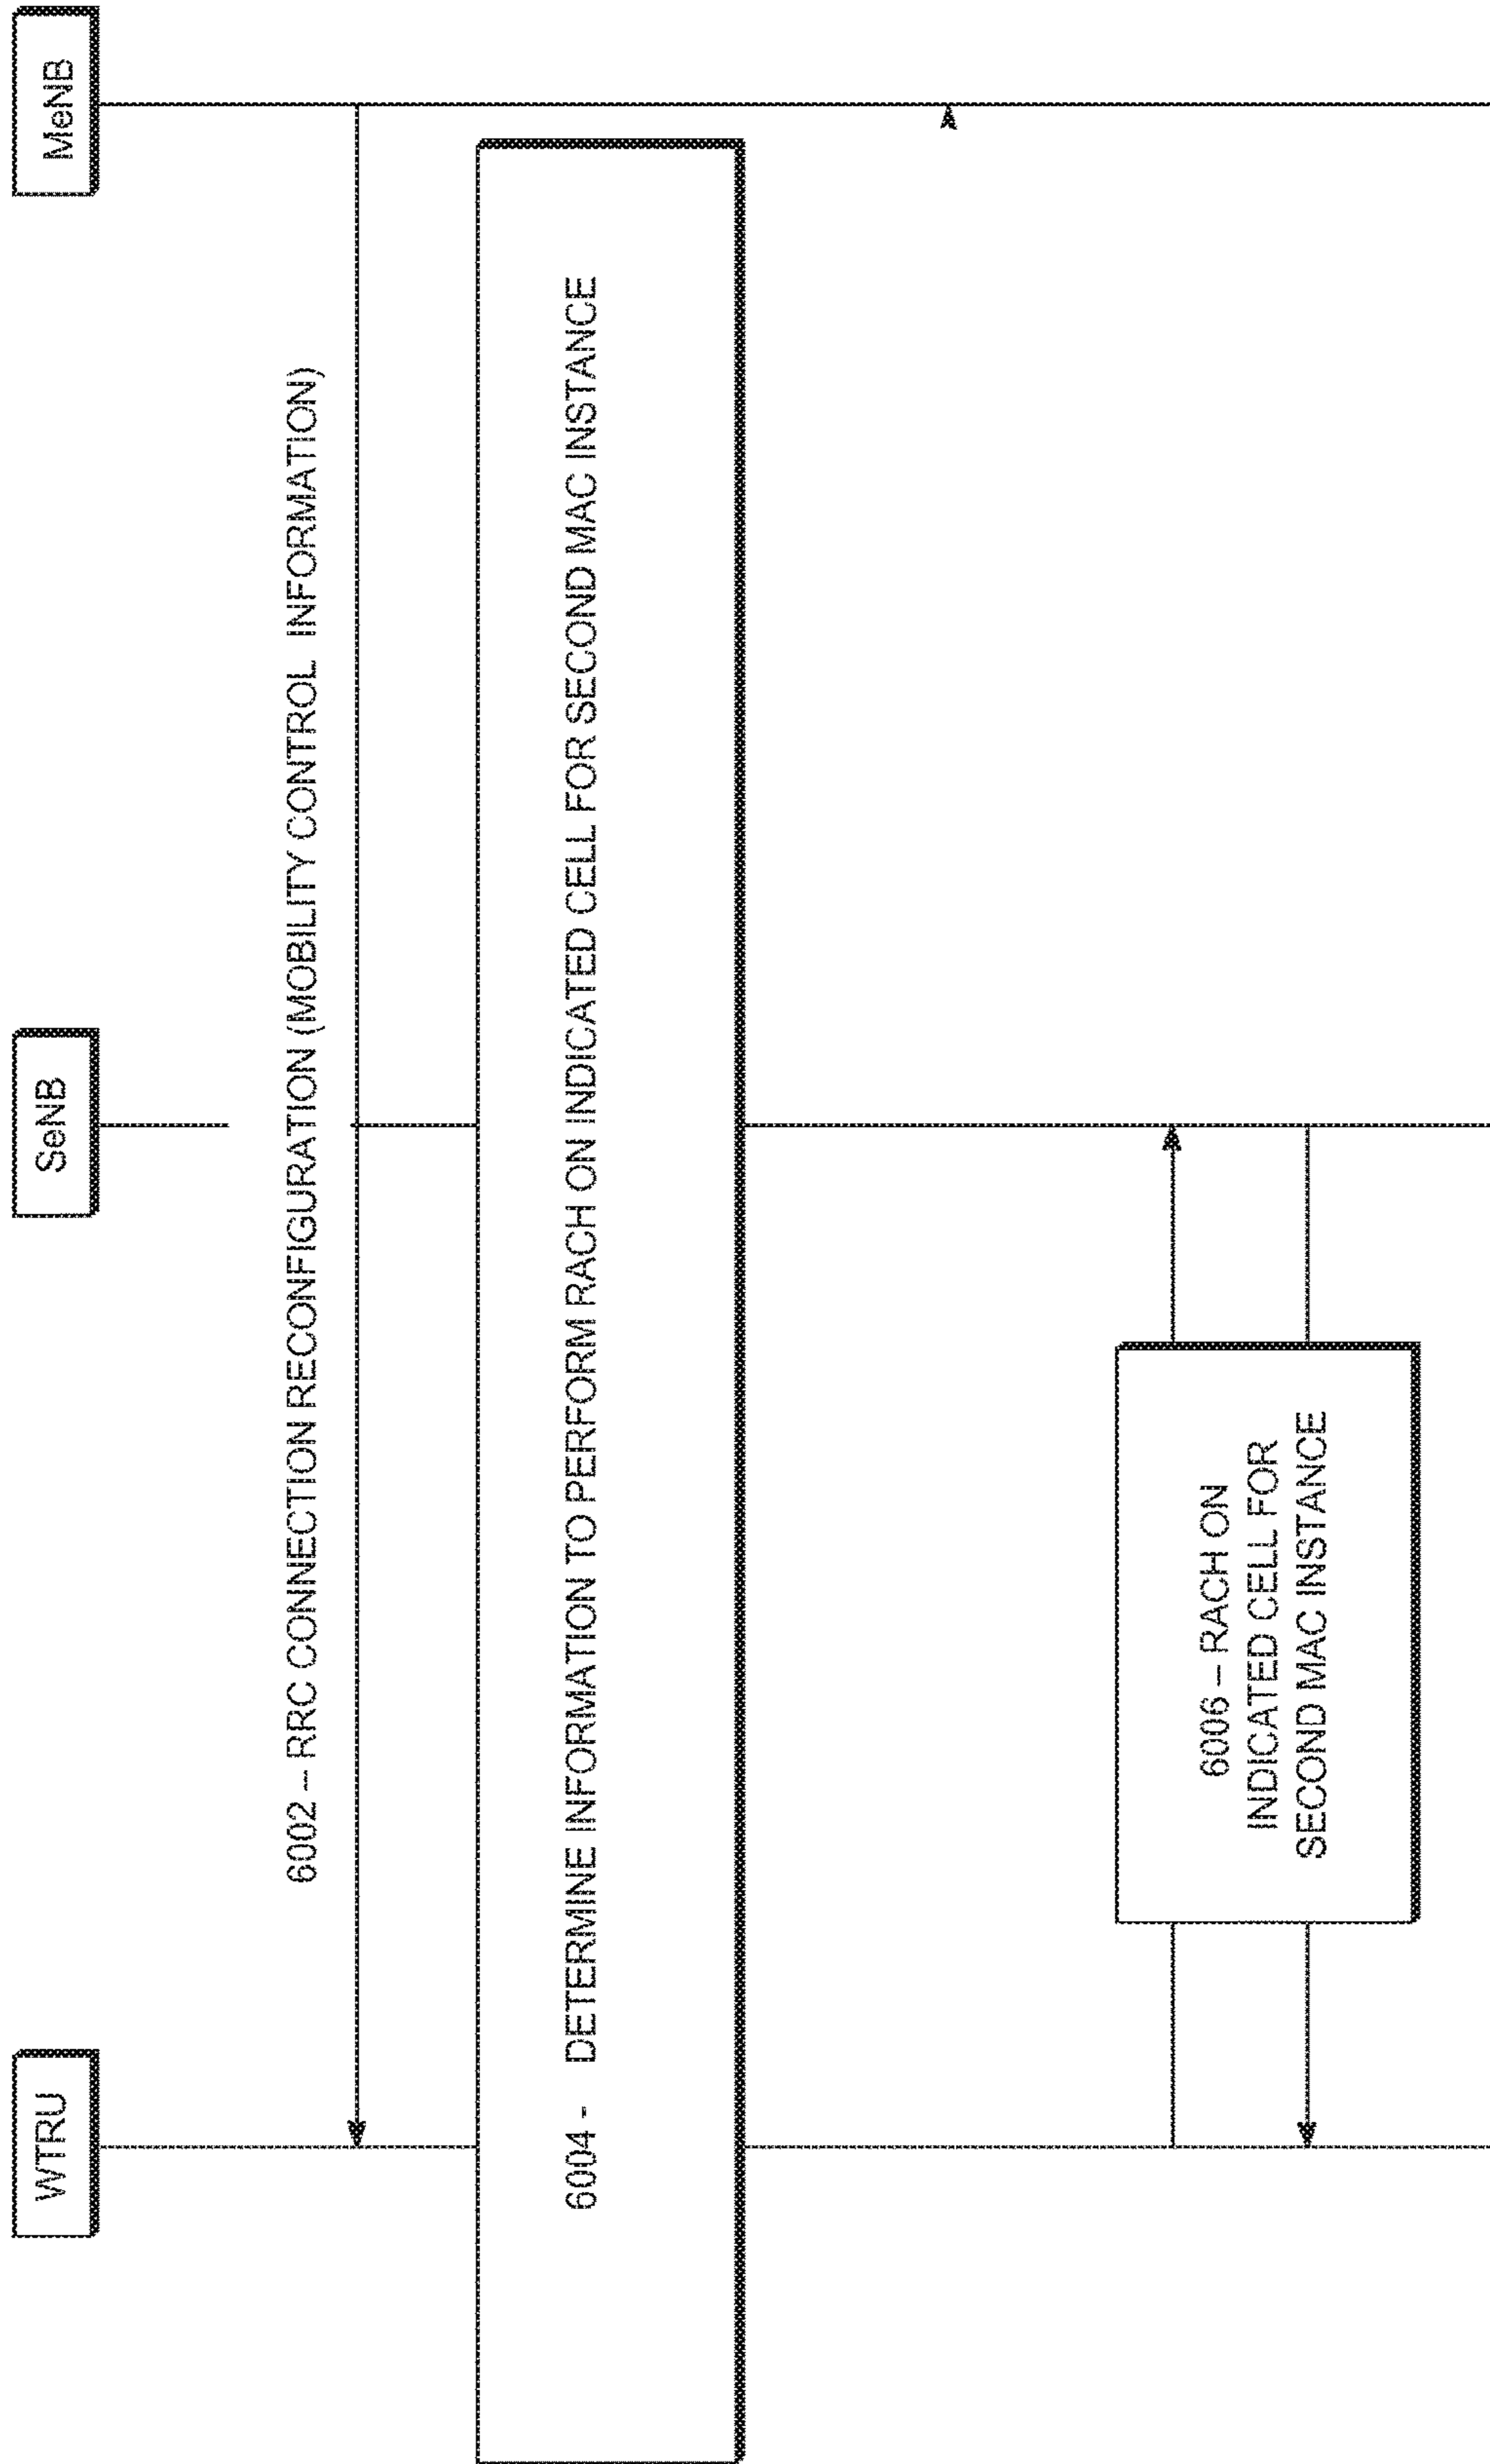 WTRU
SeNB
MeNB
6002 -- RRC CONNECTION RECONFIGURATION (MOBILITY CONTROL INFORMATION)
6004 - DETERMINE INFORMATION TO PERFORM RACH ON INDICATED CELL FOR SECOND MAC INSTANCE
6006 – RACH ON
INDICATED CELL FOR
SECOND MAC INSTANCE